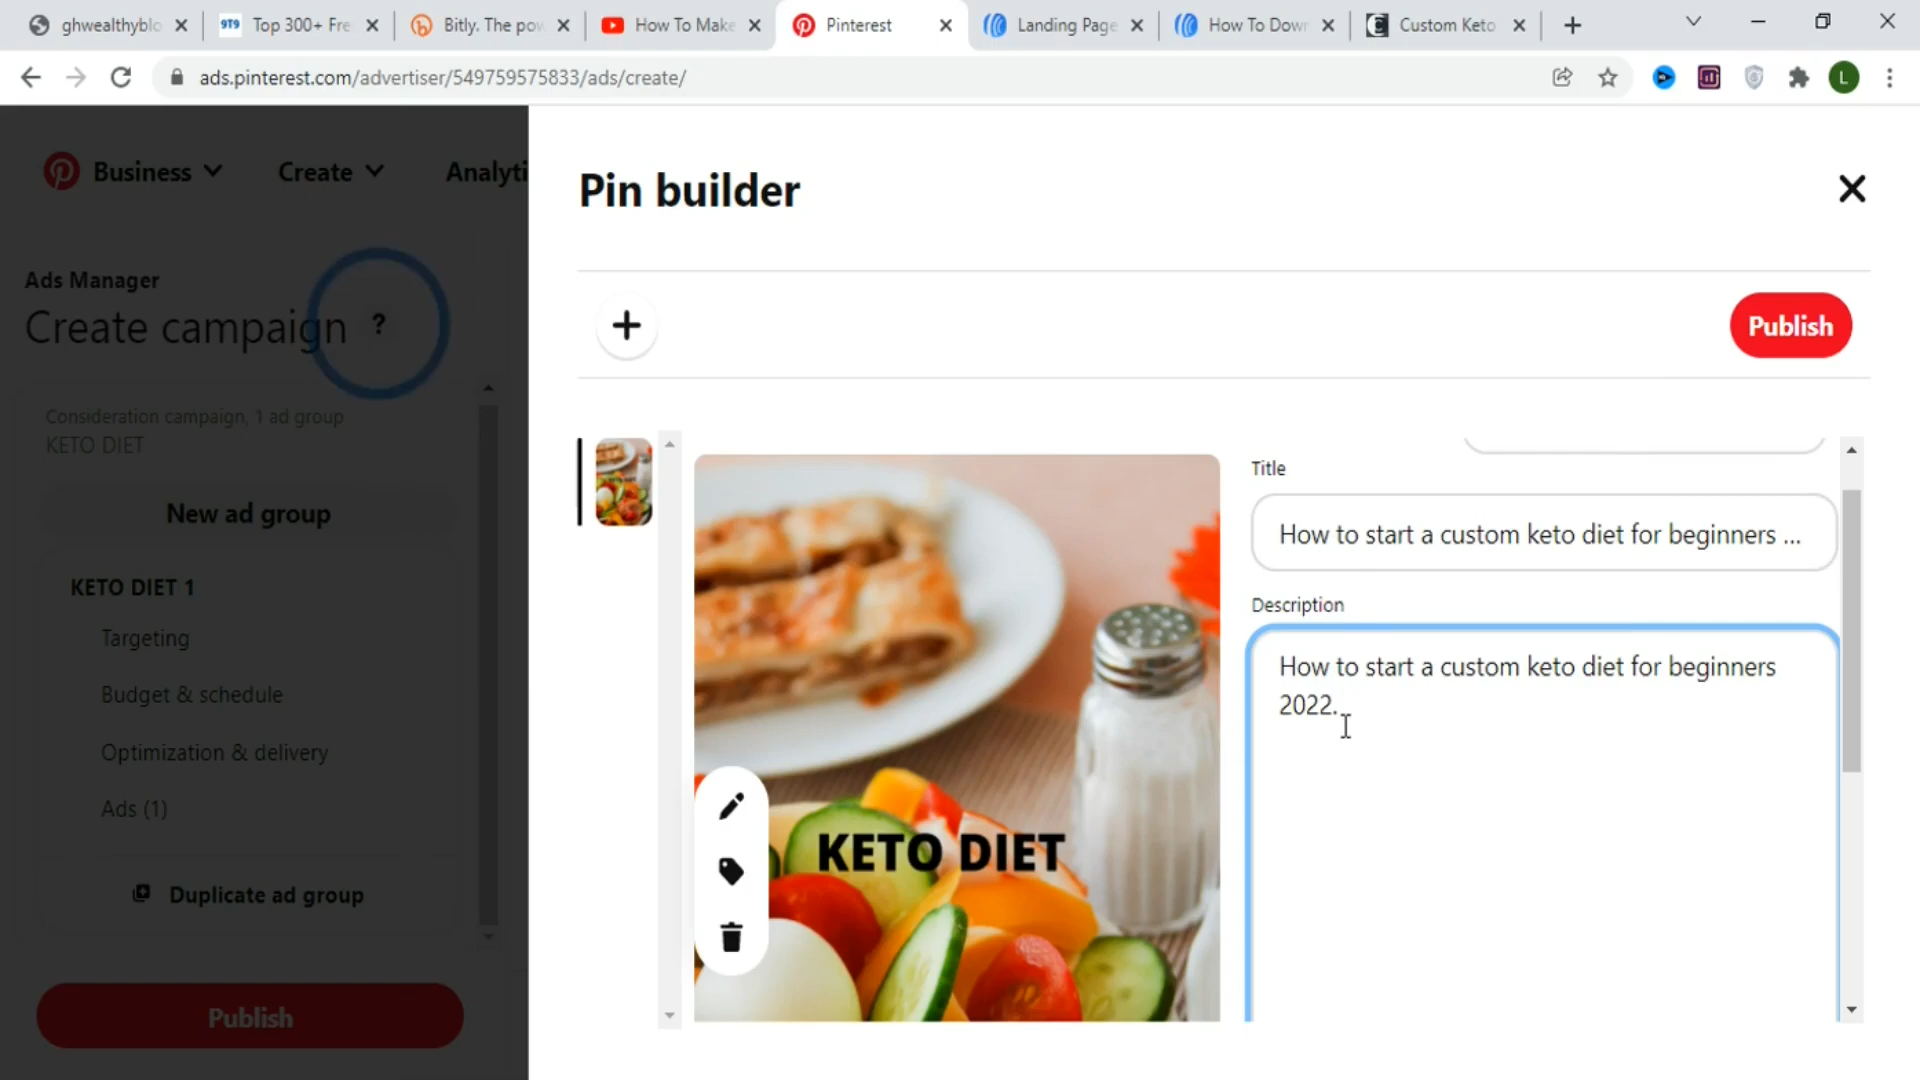 ghwealthyblo
9T9 Top 300+ Fre
Bitly. The pow
How To Make
Pinterest
Landing Page
How To Down
Custom Keto
ads.pinterest.com/advertiser/549759575833/ads/create/
L
Business
Create
Analyti
Pin builder
Ads Manager
Create campaign ?
Publish
Consideration campaign, 1 ad group
KETO DIET
New ad group
KETO DIET 1
Targeting
Budget & schedule
Optimization & delivery
Ads (1)
Duplicate ad group
Publish
KETO DIET
Title
How to start a custom keto diet for beginners ...
Description
How to start a custom keto diet for beginners
2022.